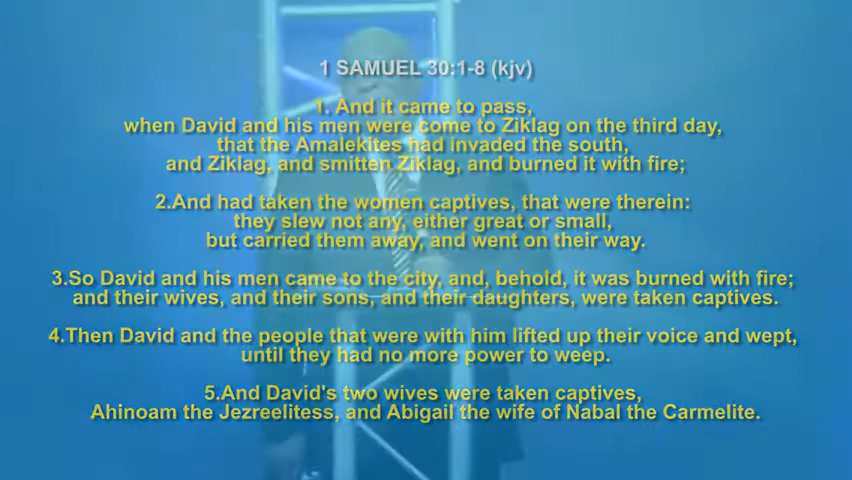 1 SAMUEL 30:1-8 (kjv)
1. And it came to pass,
when David and his men were come to Ziklag on the third day,
that the Amalekites had invaded the south,
and Ziklag, and smitten Ziklag, and burned it with fire;
2.And had taken the women captives, that were therein:
they slew not any, either great or small,
but carried them away, and went on their way.
3.So David and his men came to the city, and, behold, it was burned with fire;
and their wives, and their sons, and their daughters, were taken captives.
4.Then David and the people that were with him lifted up their voice and wept,
until they had no more power to weep.
5.And David's two wives were taken captives,
Ahinoam the Jezreelitess, and Abigail the wife of Nabal the Carmelite.